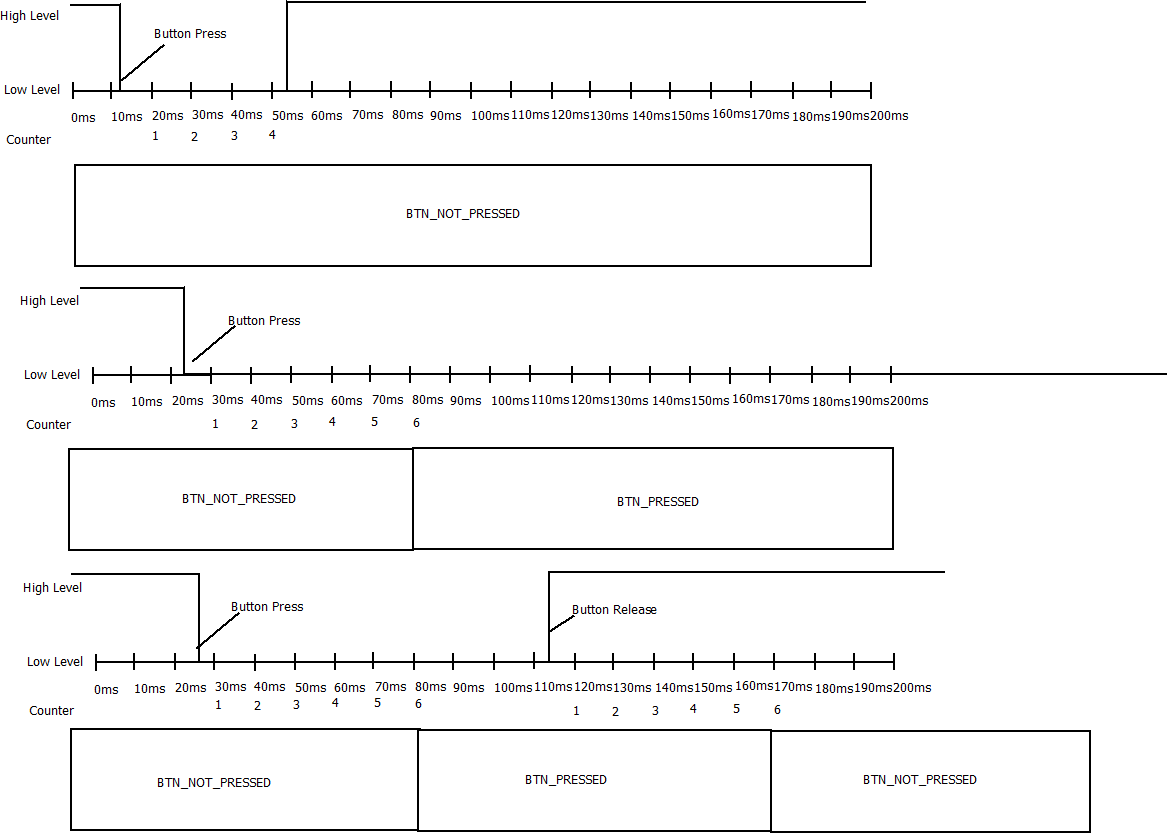 High Level
Button Press
Low Level
0ms 10ms 20ms 30ms 40ms 50ms 60ms 70ms 80ms 90ms 100ms 110ms 120ms 130ms 140ms 150ms 160ms 170ms 180ms 190ms 200ms
Counter 1 2 3 4
BTN_NOT_PRESSED
High Level
Button Press
Low Level
0ms 10ms 20ms 30ms 40ms 50ms 60ms 70ms 80ms 90ms 100ms 110ms 120ms 130ms 140ms 150ms 160ms 170ms 180ms 190ms 200ms
Counter 1 2 3 4 5 6
BTN_NOT_PRESSED BTN_PRESSED
High Level
Button Press Button Release
Low Level
0ms 10ms 20ms 30ms 40ms 50ms 60ms 70ms 80ms 90ms 100ms 110ms 120ms 130ms 140ms 150ms 160ms 170ms 180ms 190ms 200ms
Counter 1 2 3 4 5 6 1 2 3 4 5 6
BTN_NOT_PRESSED BTN_PRESSED BTN_NOT_PRESSED